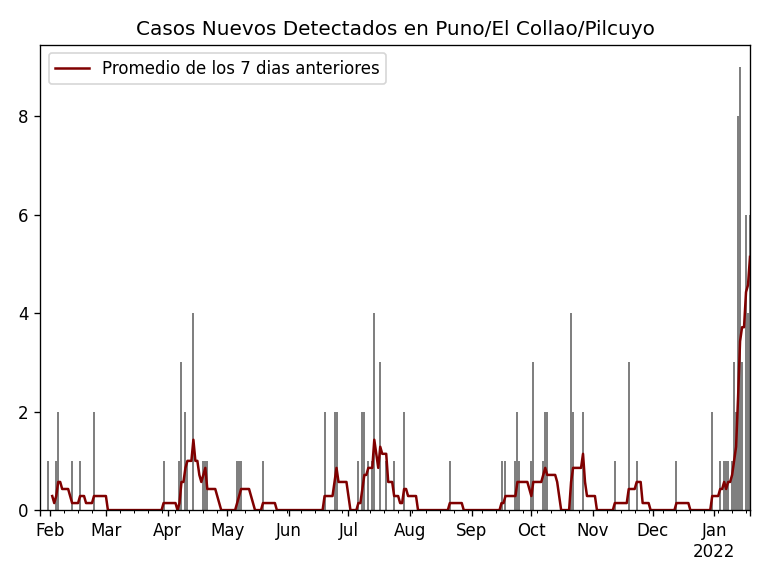 Casos Nuevos Detectados en Puno/El Collao/Pilcuyo
Promedio de los 7 dias anteriores
8
6
4
2
0
Feb Mar Apr May Jun Jul Aug Sep Oct Nov Dec Jan
2022